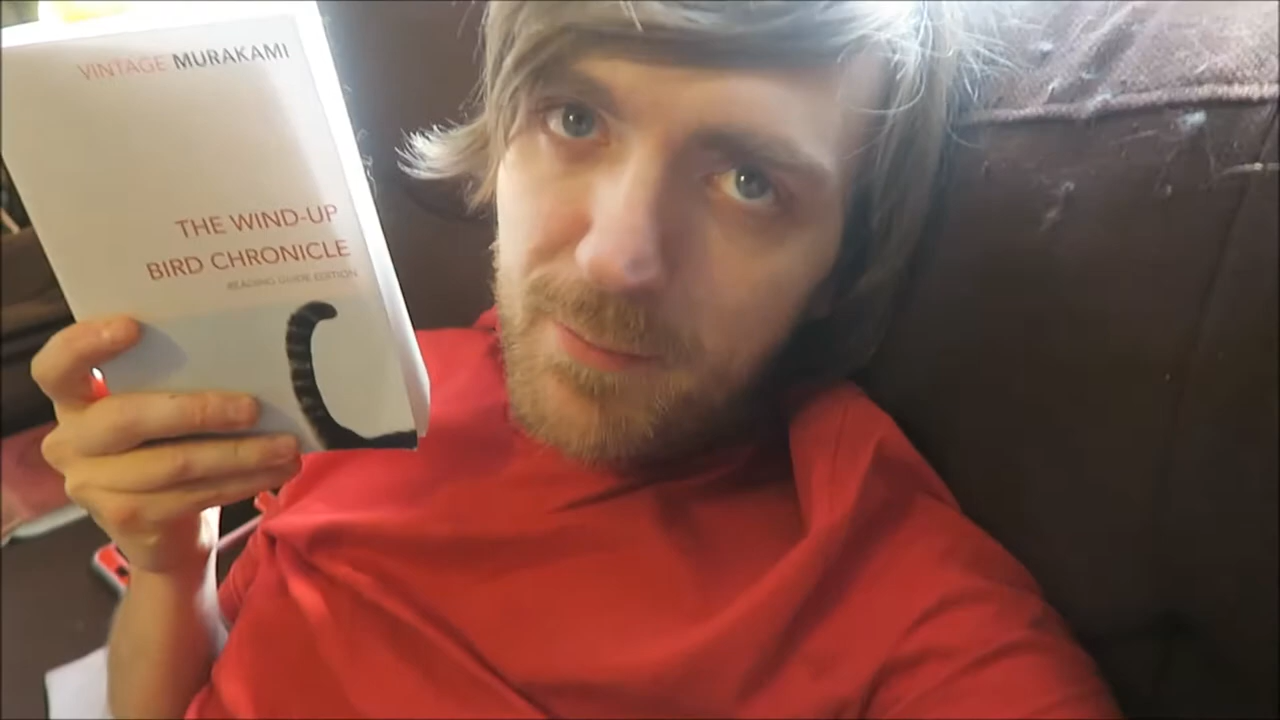 VINTAGE MURAKAMI
THE WIND-UP
BIRD CHRONICLE
READING GUIDE EDITION